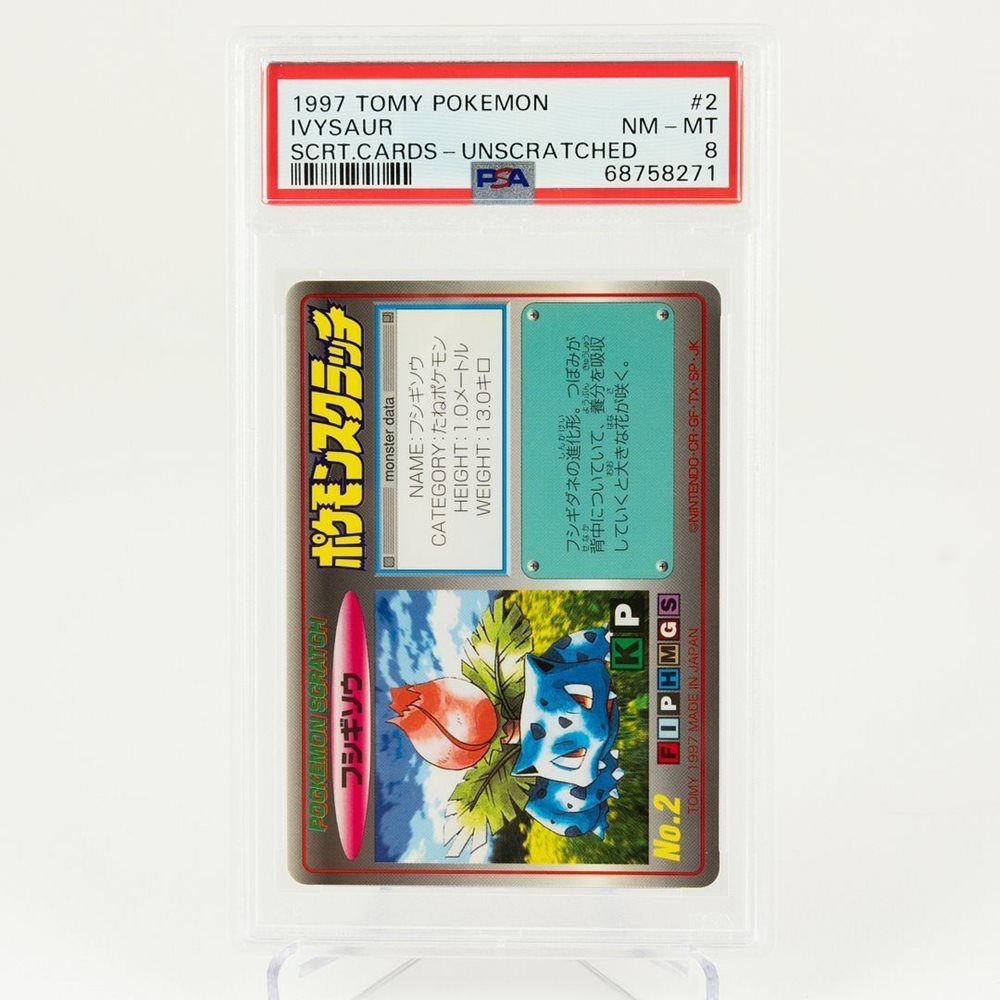 1997 TOMY POKEMON #2
IVYSAUR NM - MT
SCRT.CARDS - UNSCRATCHED 8
PSA 68758271
POCKEMON SCRATCH
ポケモンスクラッチ
フシギソウ
monster data
NAME:フシギソウ
CATEGORY:たねポケモン
HEIGHT:1.0メートル
WEIGHT:13.0キロ
フシギダネの進化形。つぼみが
背中についていて、養分を吸収
していくと大きな花が咲く。
K P
No.2
F I P H M G S
TOMY 1997 MADE IN JAPAN
©NINTENDO・CR・GF・TX・SP・JK